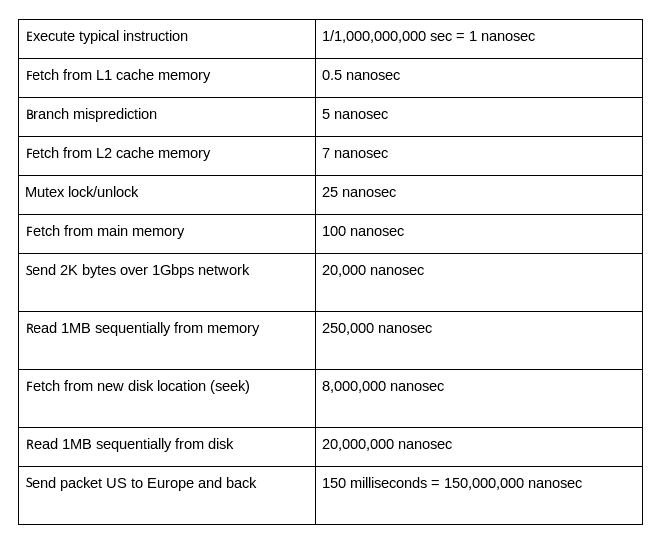 Execute typical instruction
1/1,000,000,000 sec = 1 nanosec
Fetch from L1 cache memory
0.5 nanosec
Branch misprediction
5 nanosec
Fetch from L2 cache memory
7 nanosec
Mutex lock/unlock
25 nanosec
Fetch from main memory
100 nanosec
Send 2K bytes over 1Gbps network
20,000 nanosec
Read 1MB sequentially from memory
250,000 nanosec
Fetch from new disk location (seek)
8,000,000 nanosec
Read 1MB sequentially from disk
20,000,000 nanosec
Send packet US to Europe and back
150 milliseconds = 150,000,000 nanosec